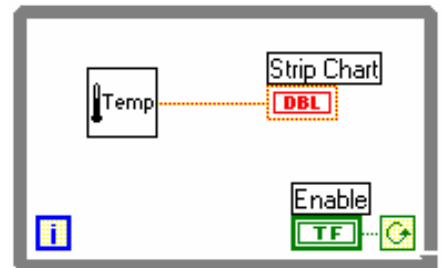 Strip Chart
Temp
DBL
Enable
i
TF